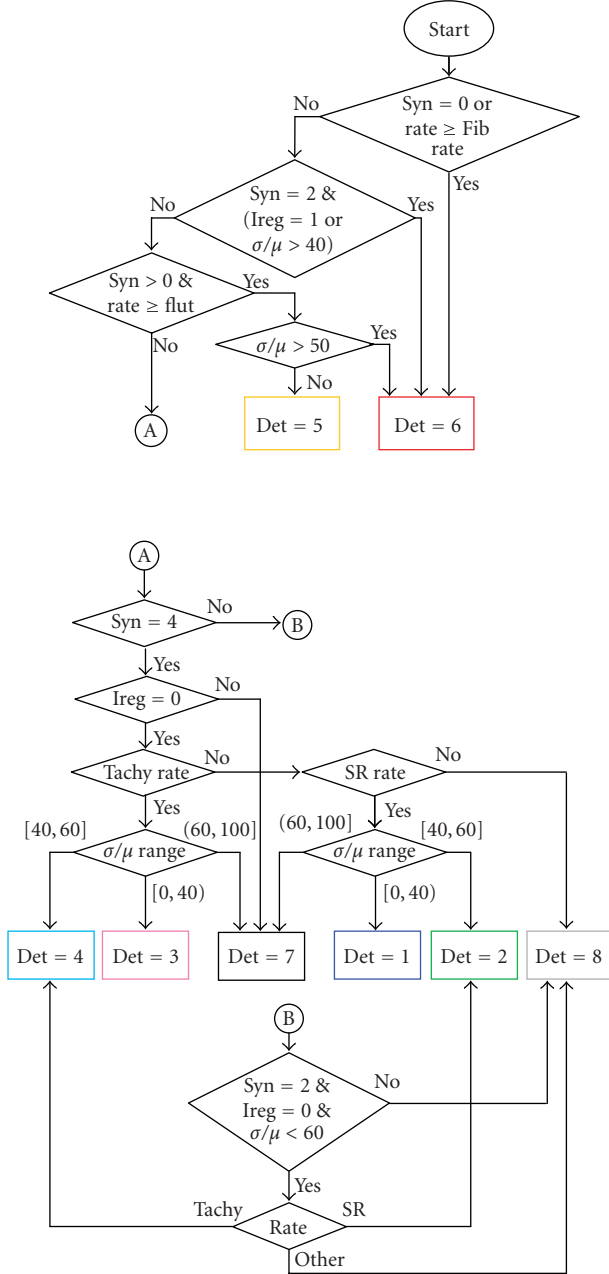 Start
Syn = 0 or
rate ≥ Fib
rate
No
Yes
Syn = 2 &
(Ireg = 1 or
σ/μ > 40)
No
Yes
Syn > 0 &
rate ≥ flut
Yes
No
σ/μ > 50
Yes
No
A
Det = 5
Det = 6
A
Syn = 4
No
B
Yes
Ireg = 0
No
Yes
Tachy rate
No
SR rate
No
Yes
Yes
[40, 60]
σ/μ range
(60, 100]
[0, 40)
(60, 100]
σ/μ range
[40, 60]
[0, 40)
Det = 4
Det = 3
Det = 7
Det = 1
Det = 2
Det = 8
B
Syn = 2 &
Ireg = 0 &
σ/μ < 60
No
Yes
Tachy
Rate
SR
Other